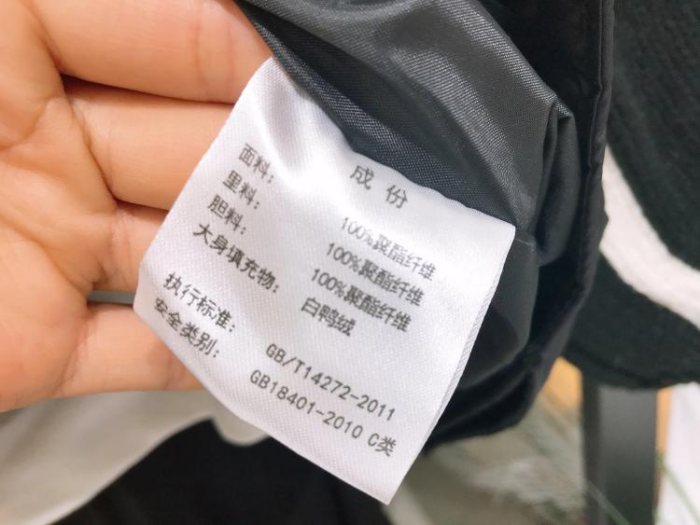 成份
面料: 100%聚酯纤维
里料: 100%聚酯纤维
胆料: 100%聚酯纤维
大身填充物: 白鸭绒
执行标准: GB/T14272-2011
安全类别: GB18401-2010 C类